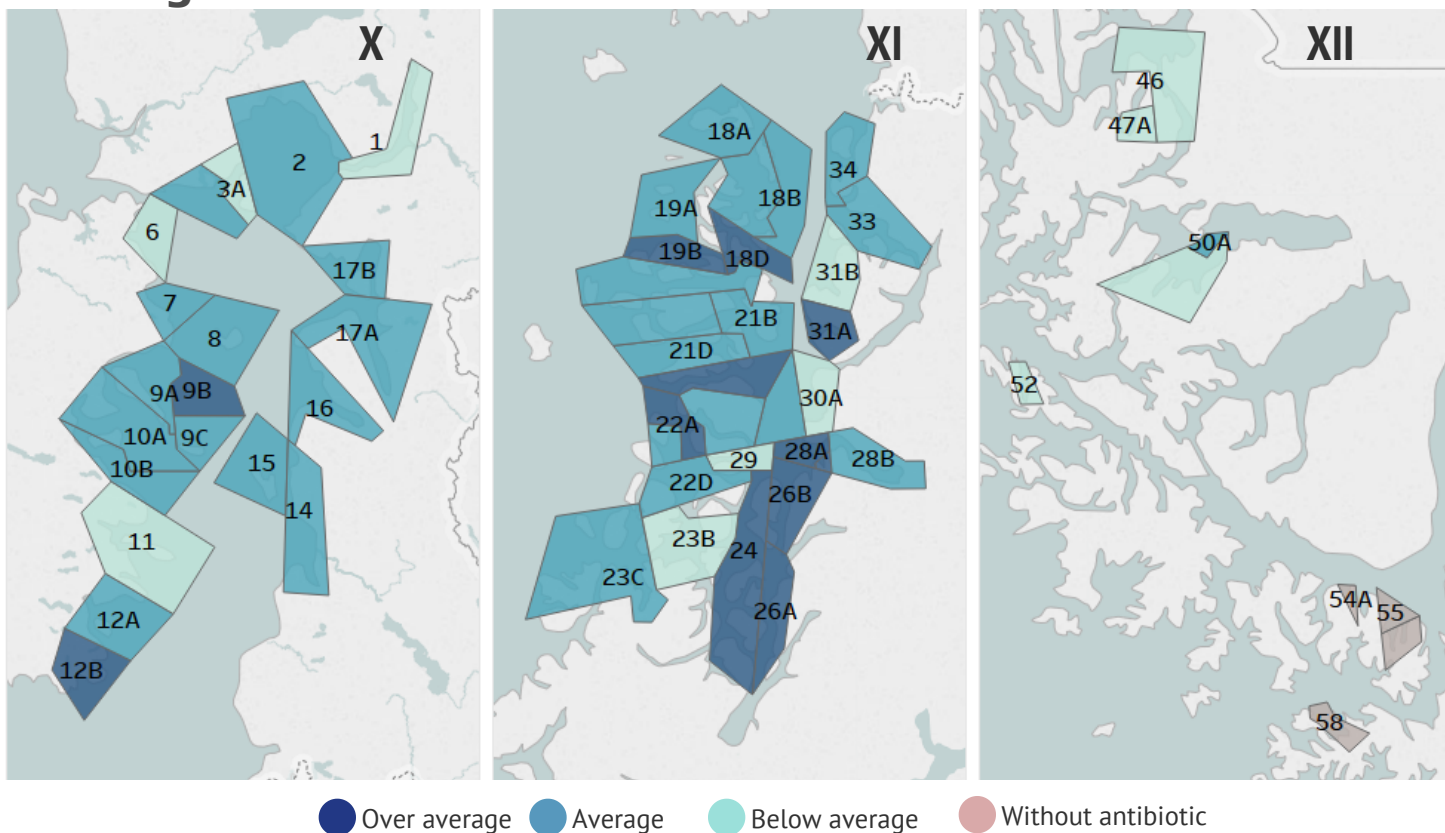 X
1
2
3A
6
17B
7
8
17A
9A
9B
16
10A
9C
10B
15
14
11
12A
12B
XI
18A
34
18B
19A
33
19B
18D
31B
21B
31A
21D
30A
22A
28A
29
28B
22D
26B
23B
24
23C
26A
XII
46
47A
50A
52
54A
55
58
Over average
Average
Below average
Without antibiotic